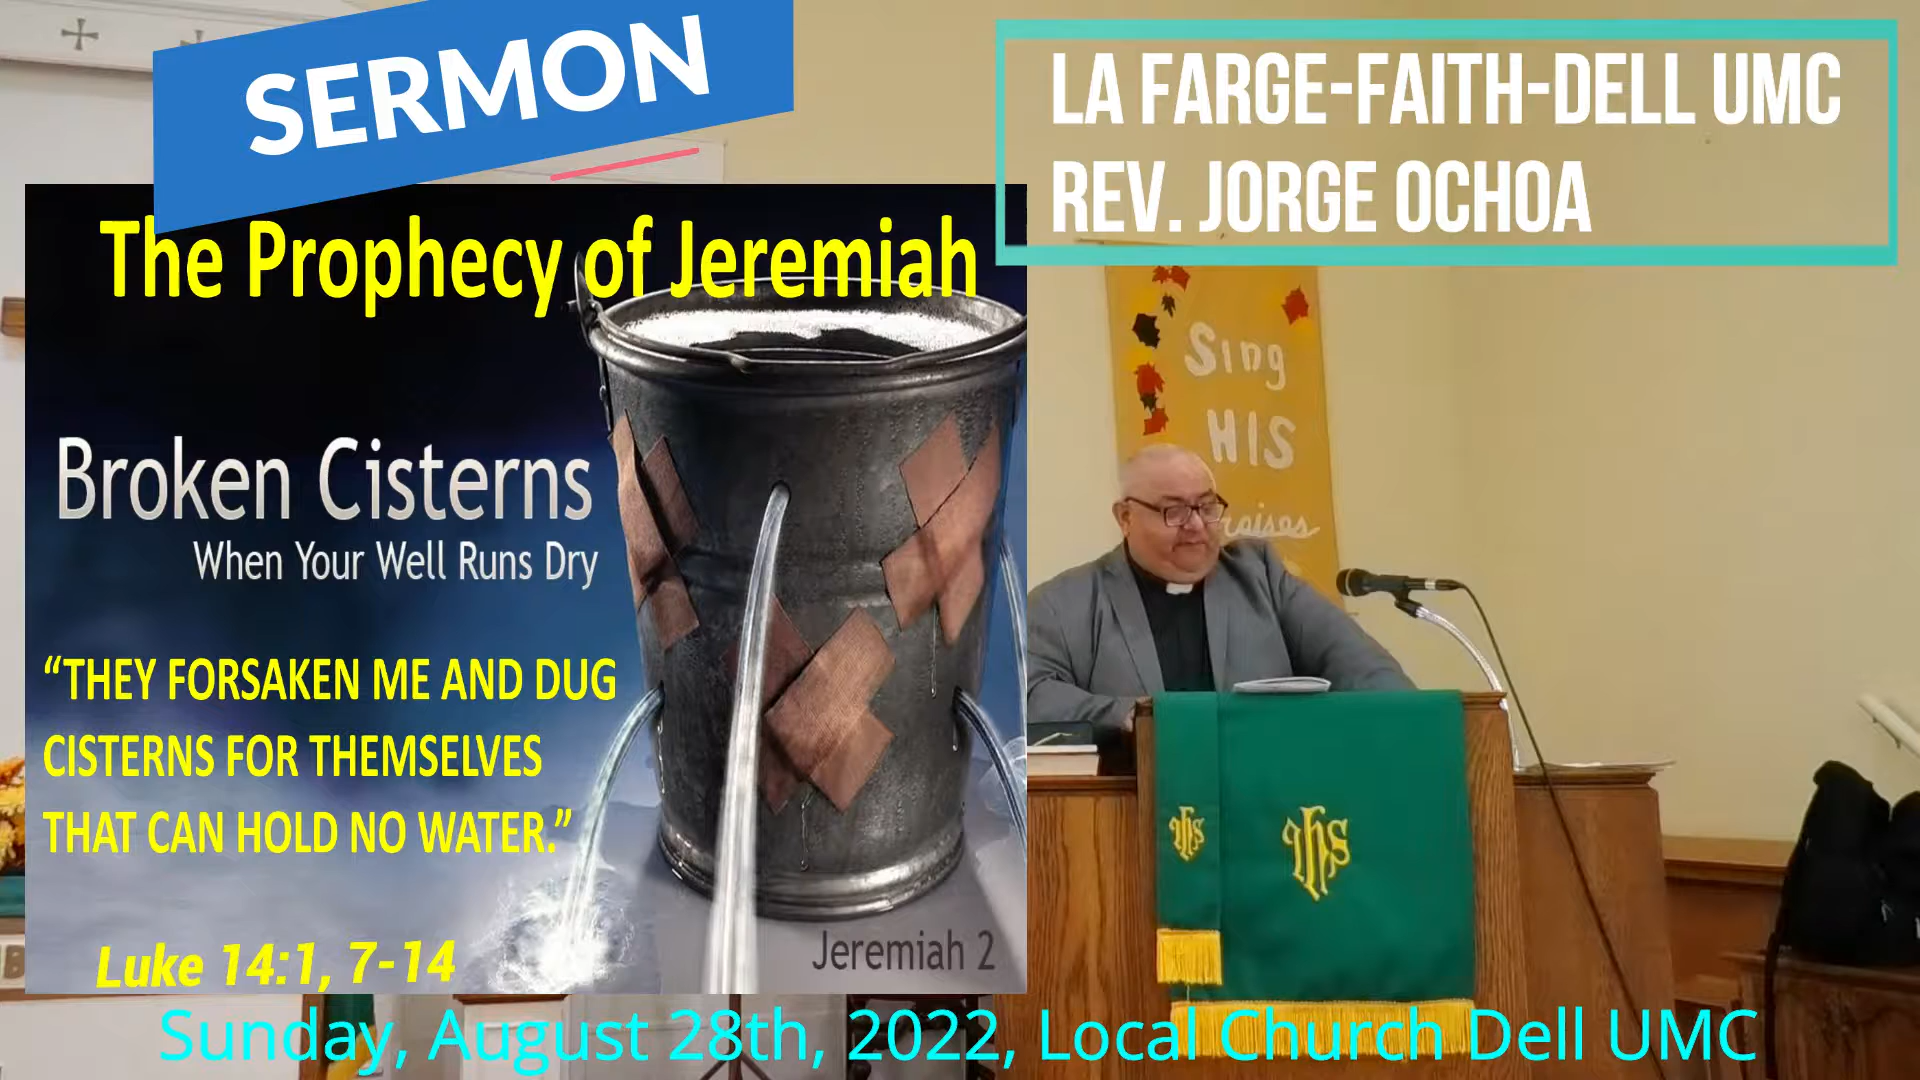 SERMON
LA FARGE-FAITH-DELL UMC
REV. JORGE OCHOA
The Prophecy of Jeremiah
Broken Cisterns
When Your Well Runs Dry
“THEY FORSAKEN ME AND DUG
CISTERNS FOR THEMSELVES
THAT CAN HOLD NO WATER.”
Luke 14:1, 7-14
Jeremiah 2
Sing
HIS
raises
IHS
IHS
Sunday, August 28th, 2022, Local Church Dell UMC